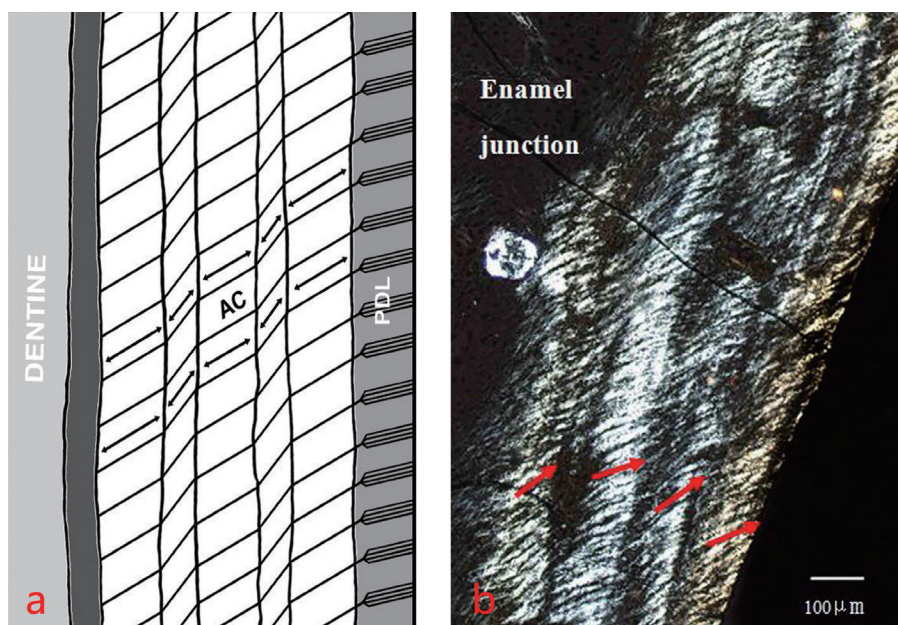 DENTINE
AC
PDL
a
Enamel
junction
b
100μm